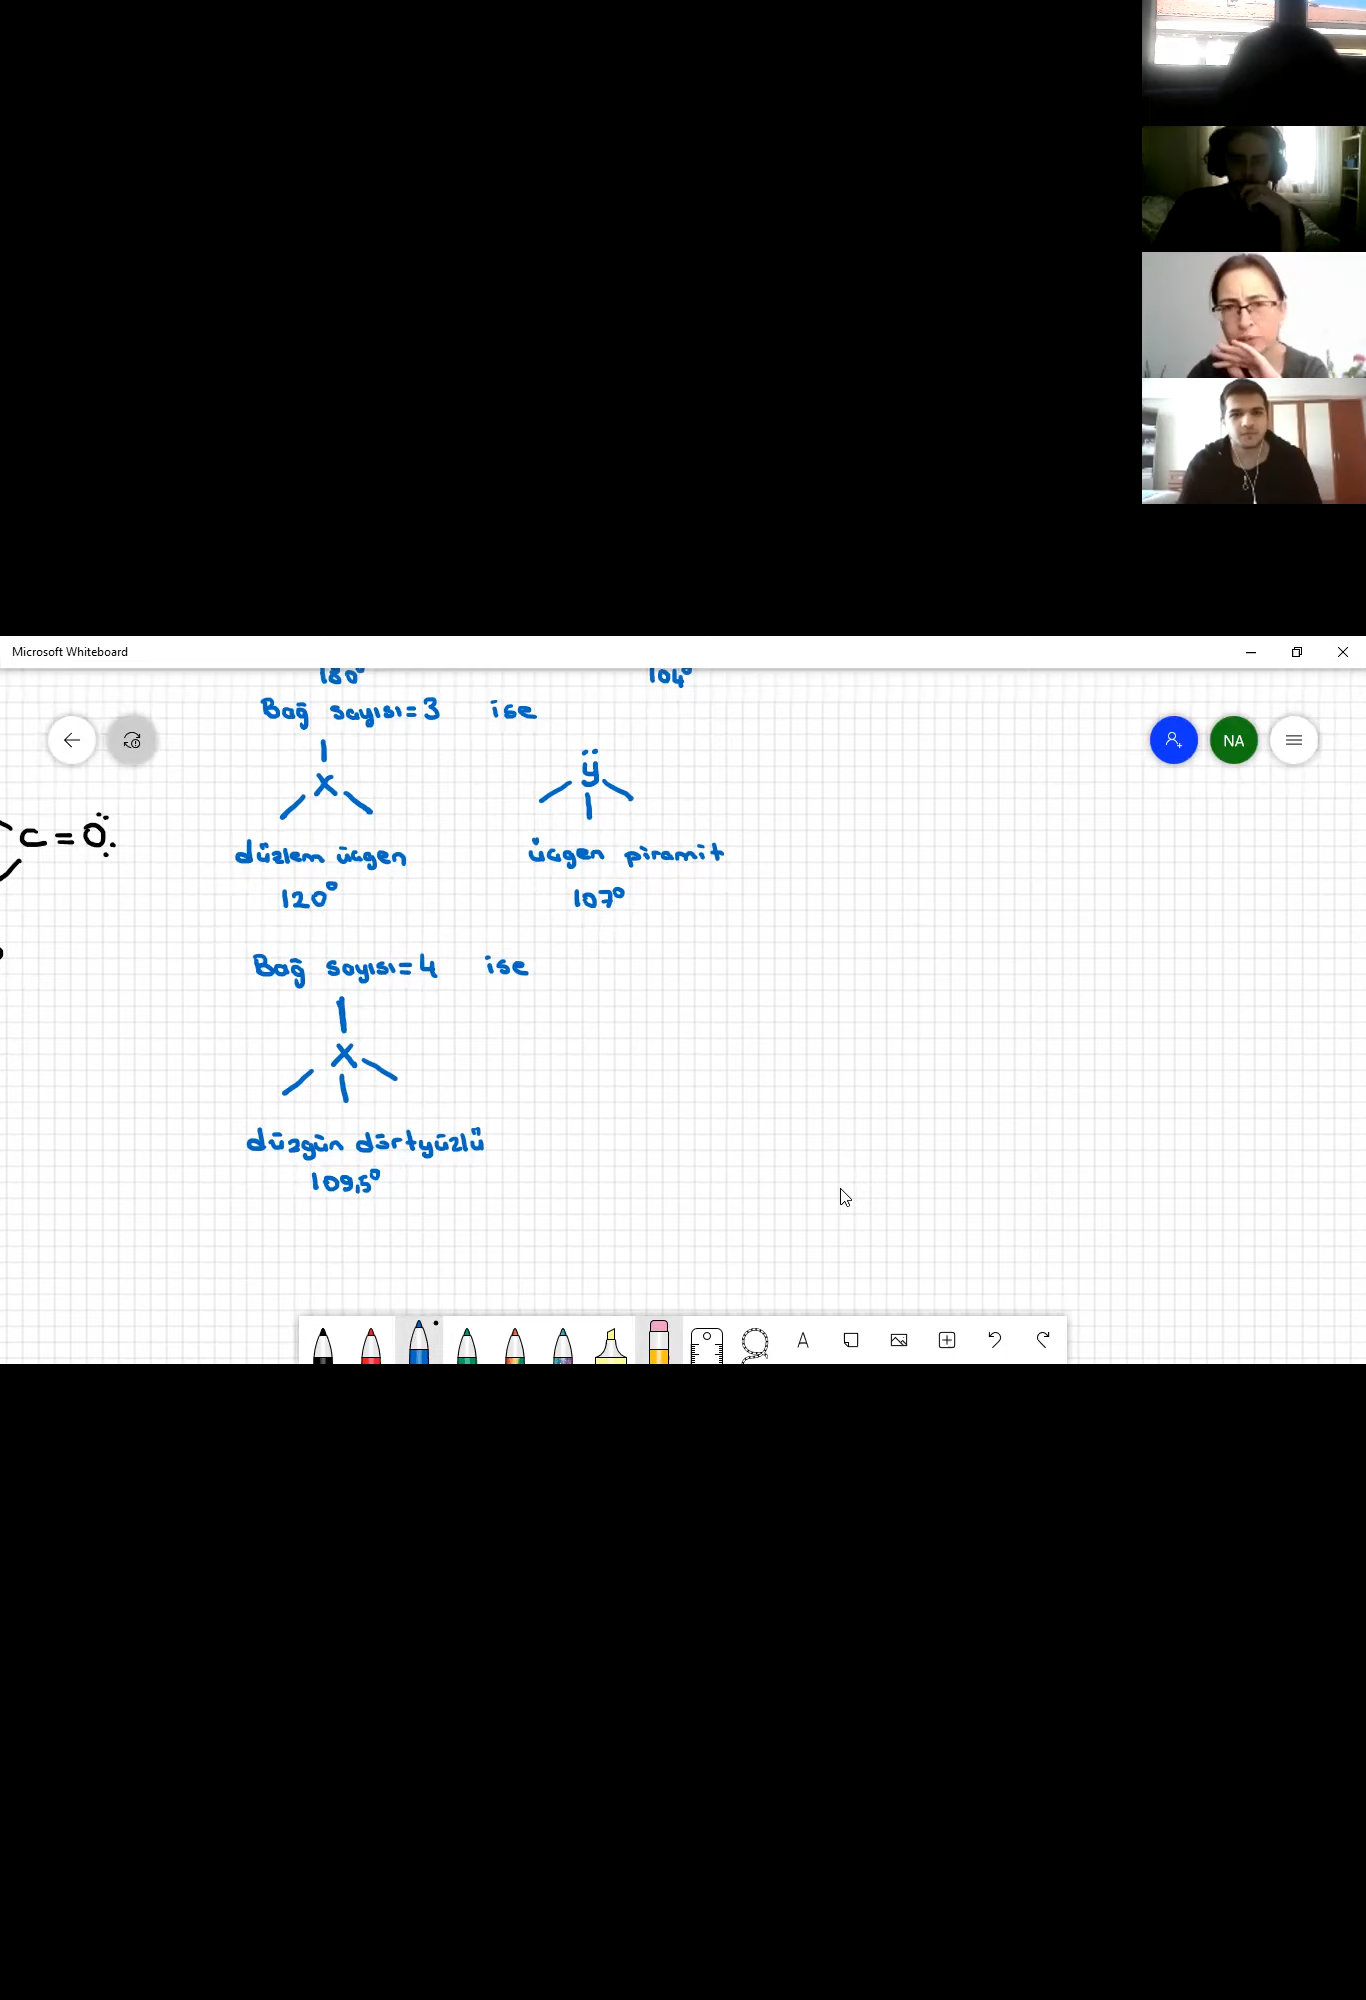 Microsoft Whiteboard
180° 104°
Bağ sayısı=3 ise
NA
x ÿ
C=O
düzlem üçgen üçgen piramit
120° 107°
Bağ sayısı=4 ise
x
düzgün dörtyüzlü
109,5°
A